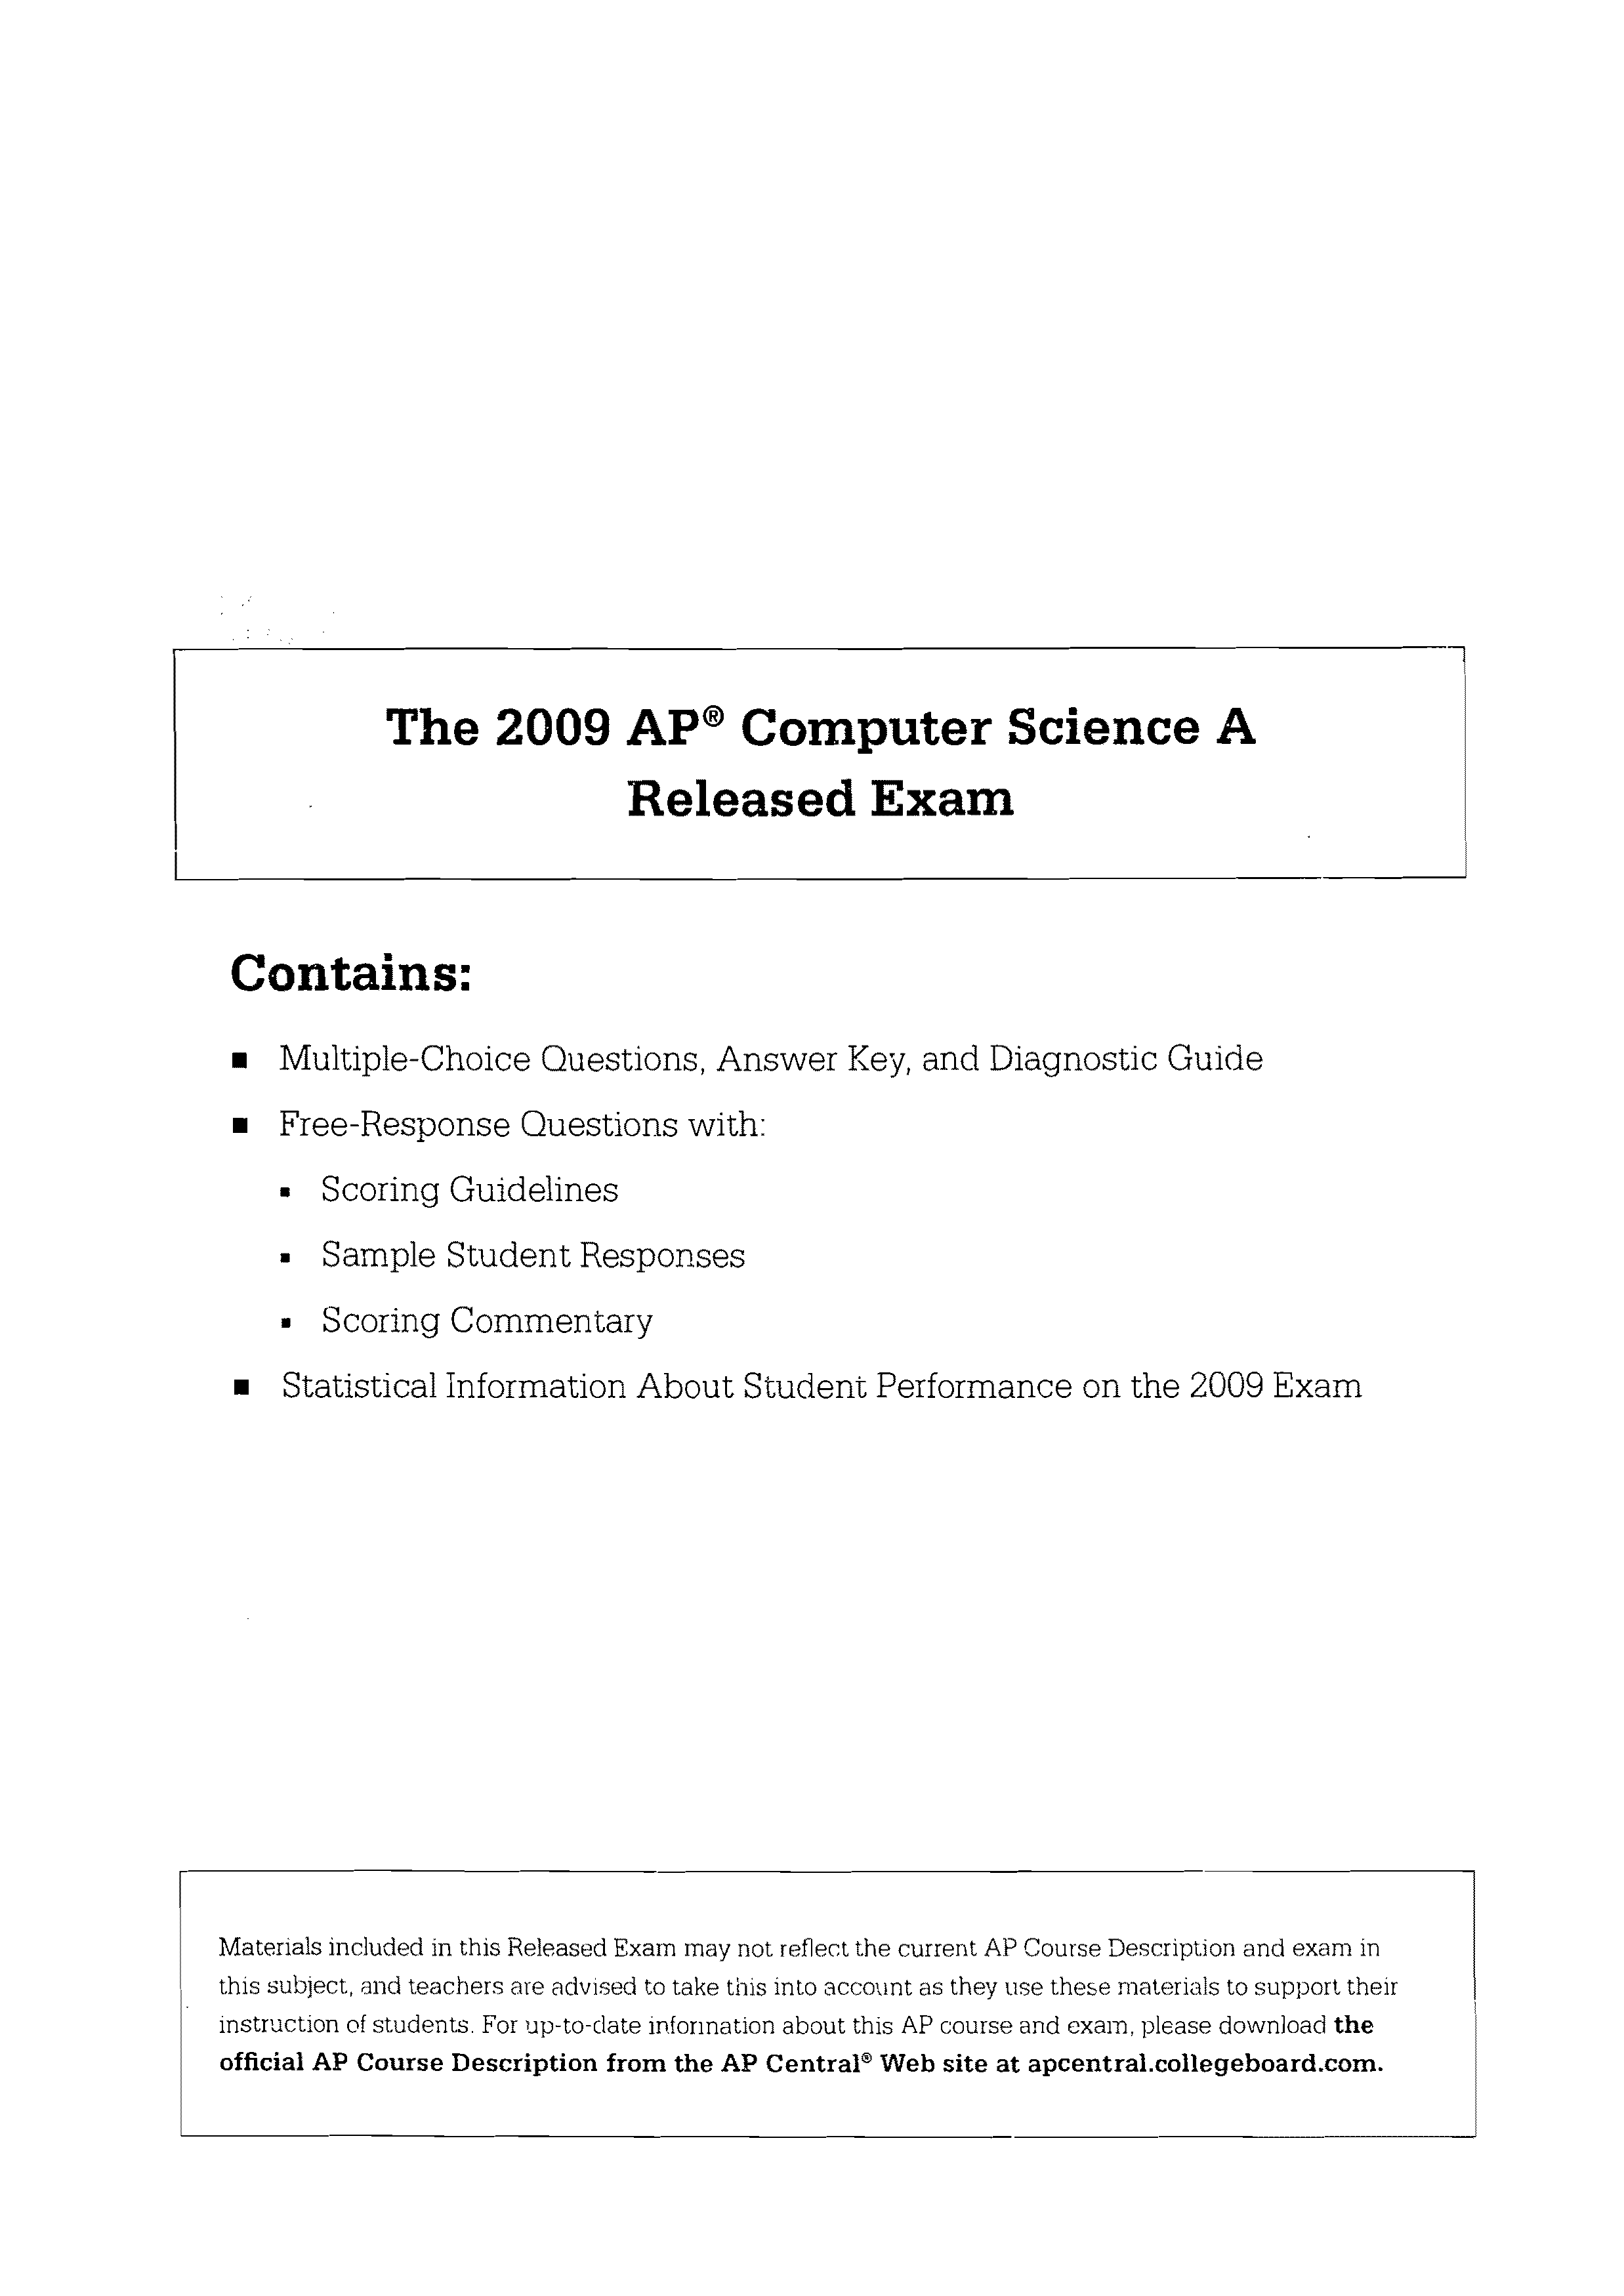 The 2009 AP® Computer Science A
Released Exam
Contains:
■ Multiple-Choice Questions, Answer Key, and Diagnostic Guide
■ Free-Response Questions with:
▪ Scoring Guidelines
▪ Sample Student Responses
▪ Scoring Commentary
■ Statistical Information About Student Performance on the 2009 Exam
Materials included in this Released Exam may not reflect the current AP Course Description and exam in
this subject, and teachers are advised to take this into account as they use these materials to support their
instruction of students. For up-to-date information about this AP course and exam, please download the
official AP Course Description from the AP Central® Web site at apcentral.collegeboard.com.